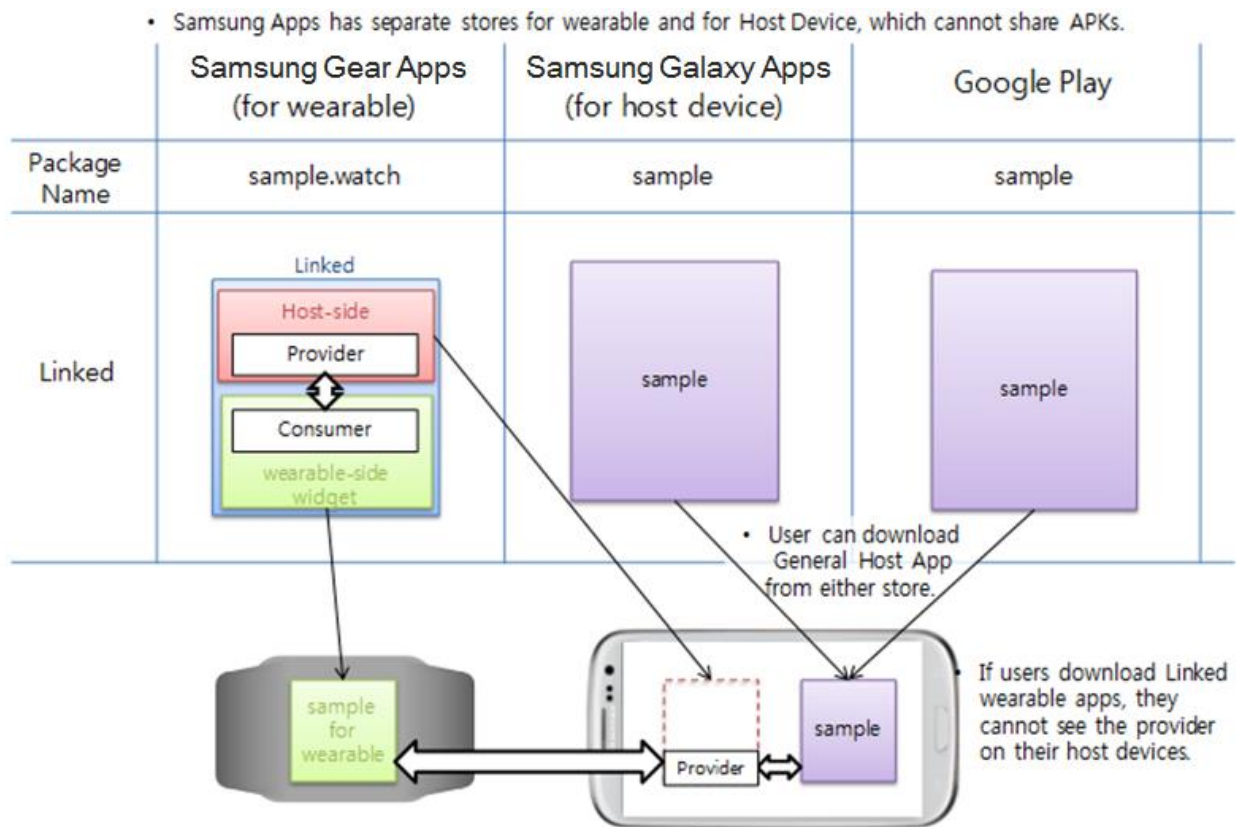 • Samsung Apps has separate stores for wearable and for Host Device, which cannot share APKs.
Samsung Gear Apps
(for wearable)
Samsung Galaxy Apps
(for host device)
Google Play
Package
Name
sample.watch
sample
sample
Linked
Linked
Host-side
Provider
Consumer
wearable-side
widget
sample
sample
• User can download
General Host App
from either store.
sample
for
wearable
Provider
sample
• If users download Linked
wearable apps, they
cannot see the provider
on their host devices.